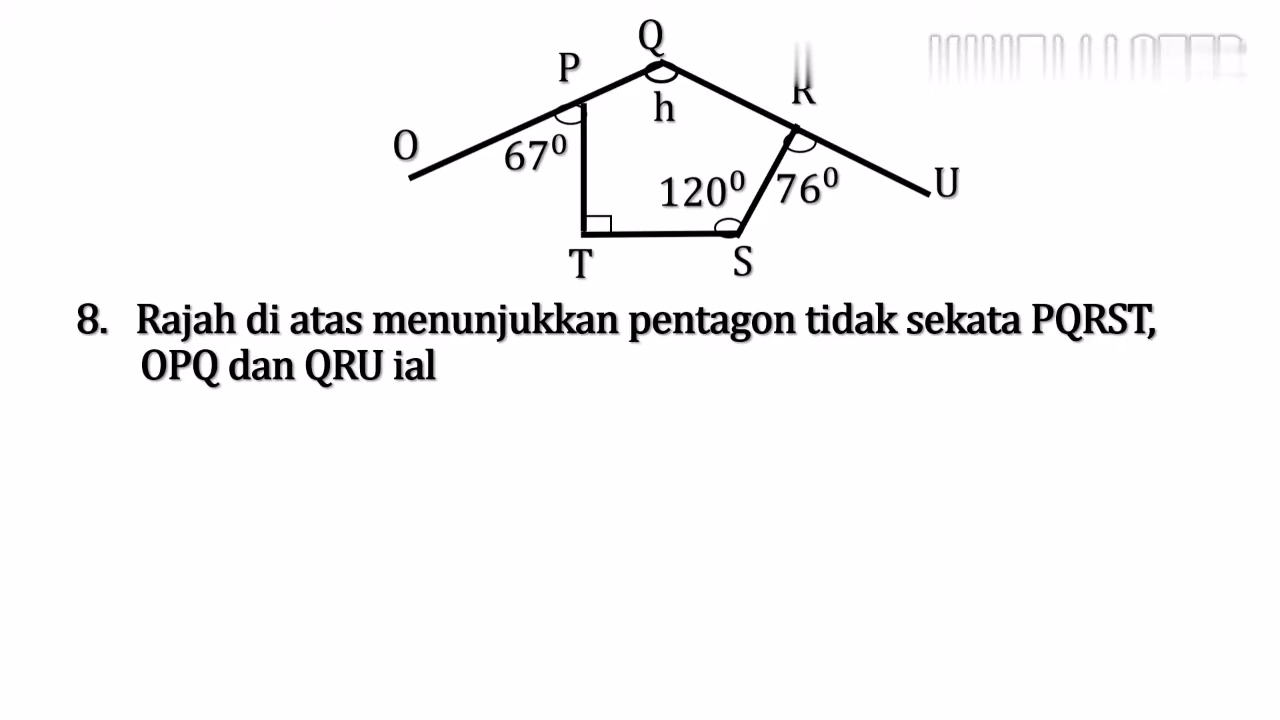 Q
P
h
R
O
67⁰
120⁰
76⁰
U
T
S
8. Rajah di atas menunjukkan pentagon tidak sekata PQRST,
OPQ dan QRU ial